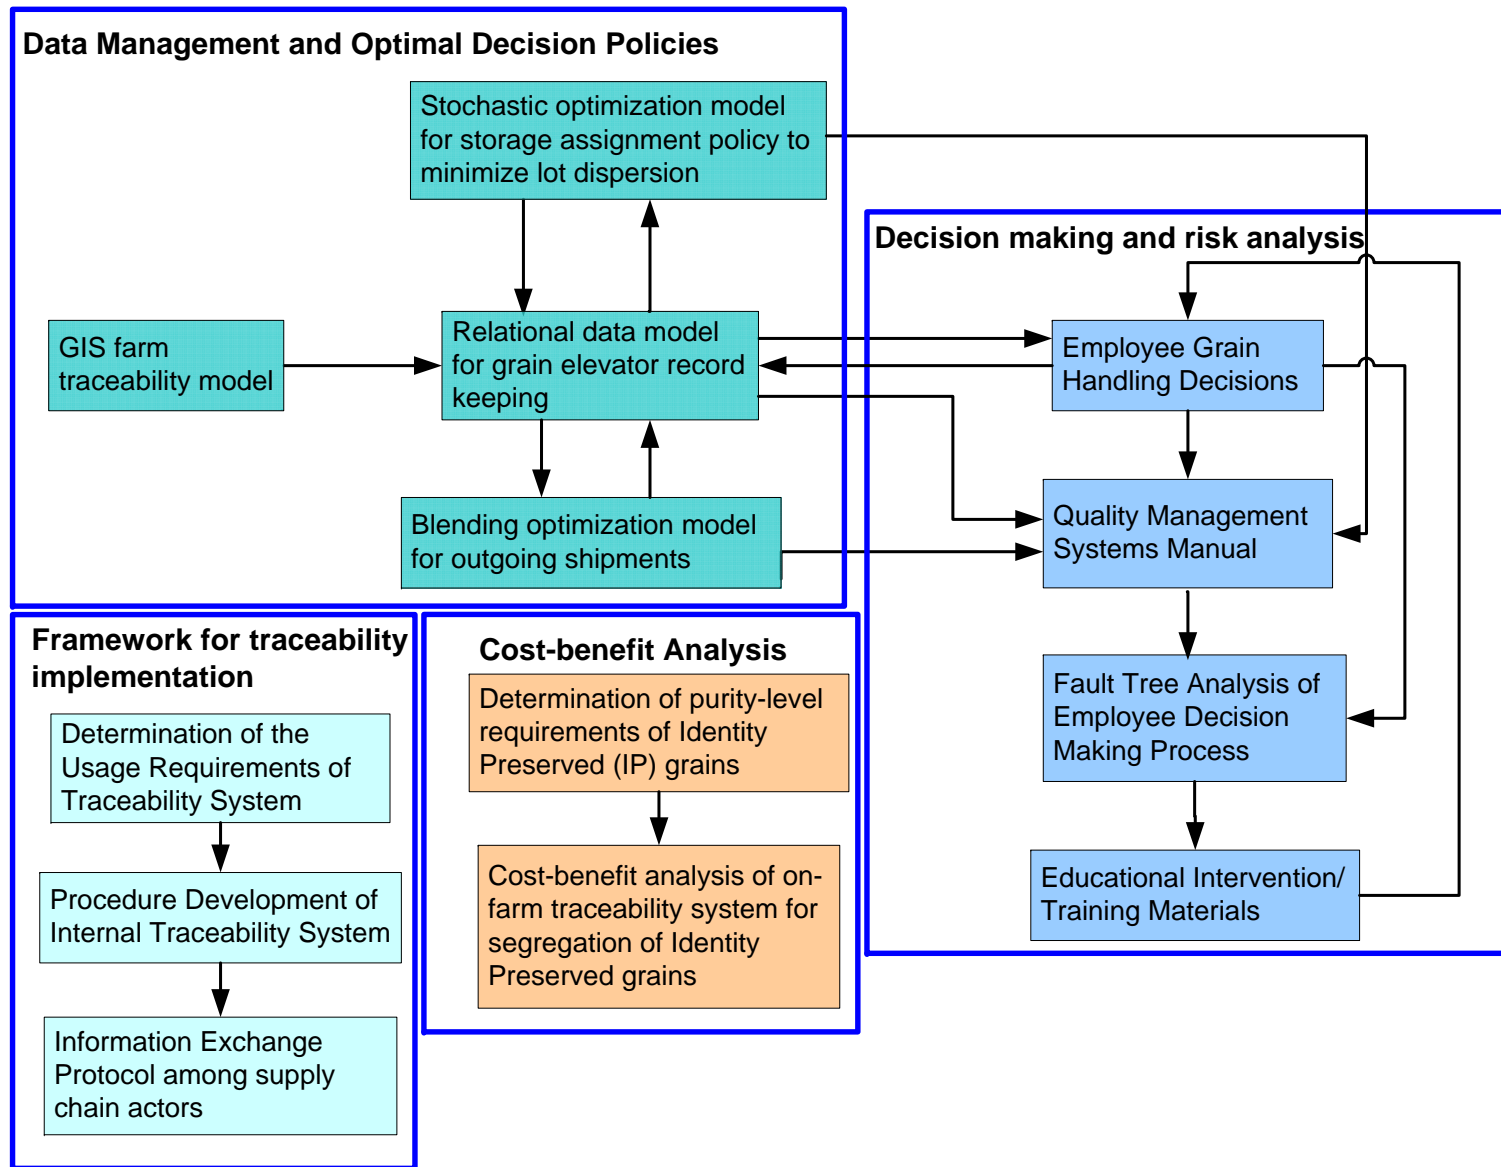 Data Management and Optimal Decision Policies
Stochastic optimization model
for storage assignment policy to
minimize lot dispersion
GIS farm
traceability model
Relational data model
for grain elevator record
keeping
Blending optimization model
for outgoing shipments
Decision making and risk analysis
Employee Grain
Handling Decisions
Quality Management
Systems Manual
Fault Tree Analysis of
Employee Decision
Making Process
Educational Intervention/
Training Materials
Framework for traceability
implementation
Determination of the
Usage Requirements of
Traceability System
Procedure Development of
Internal Traceability System
Information Exchange
Protocol among supply
chain actors
Cost-benefit Analysis
Determination of purity-level
requirements of Identity
Preserved (IP) grains
Cost-benefit analysis of on-
farm traceability system for
segregation of Identity
Preserved grains